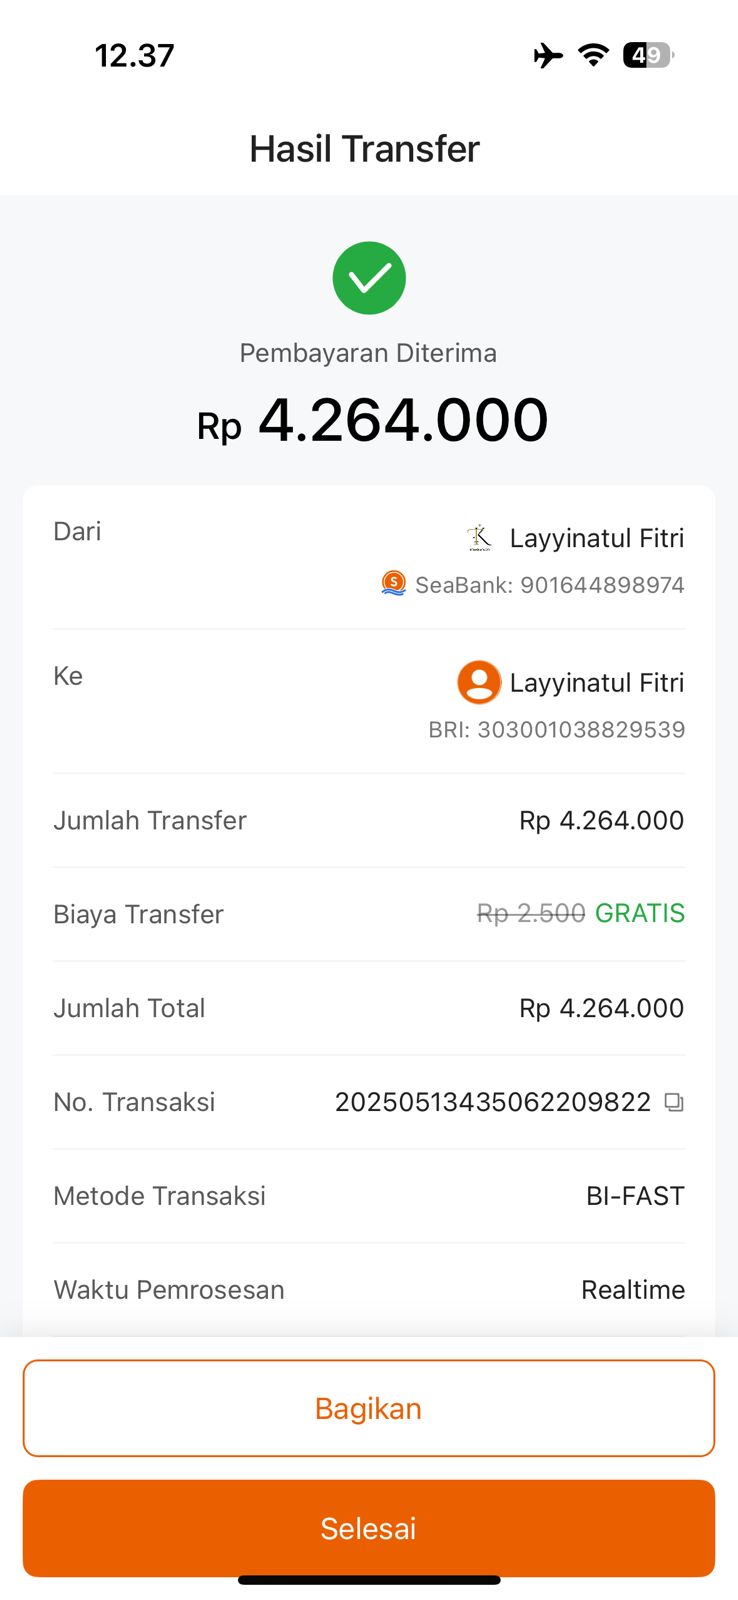 12.37
49
Hasil Transfer
Pembayaran Diterima
Rp 4.264.000
Dari
Layyinatul Fitri
SeaBank: 901644898974
Ke
Layyinatul Fitri
BRI: 303001038829539
Jumlah Transfer
Rp 4.264.000
Biaya Transfer
Rp 2.500 GRATIS
Jumlah Total
Rp 4.264.000
No. Transaksi
20250513435062209822
Metode Transaksi
BI-FAST
Waktu Pemrosesan
Realtime
Bagikan
Selesai